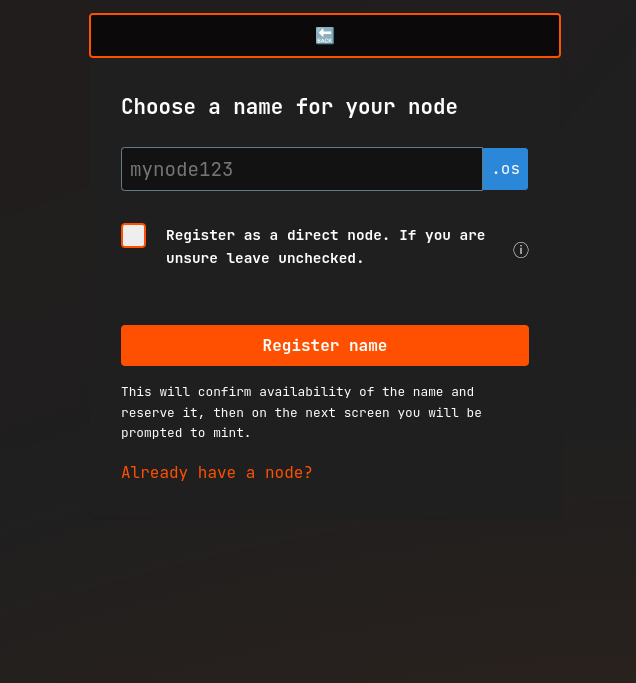 🔙
Choose a name for your node
mynode123 .os
Register as a direct node. If you are
unsure leave unchecked.
ⓘ
Register name
This will confirm availability of the name and
reserve it, then on the next screen you will be
prompted to mint.
Already have a node?